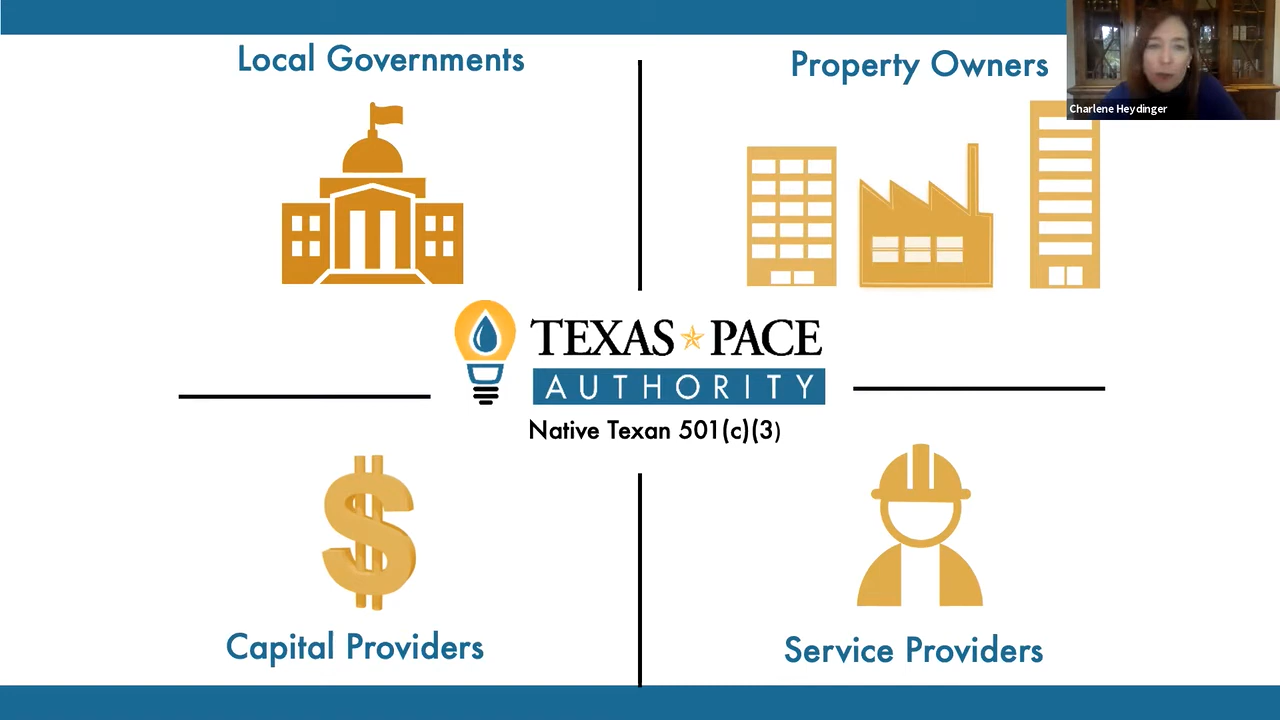 Local Governments
Property Owners
Charlene Heydinger
TEXAS PACE
AUTHORITY
Native Texan 501(c)(3)
Capital Providers
Service Providers